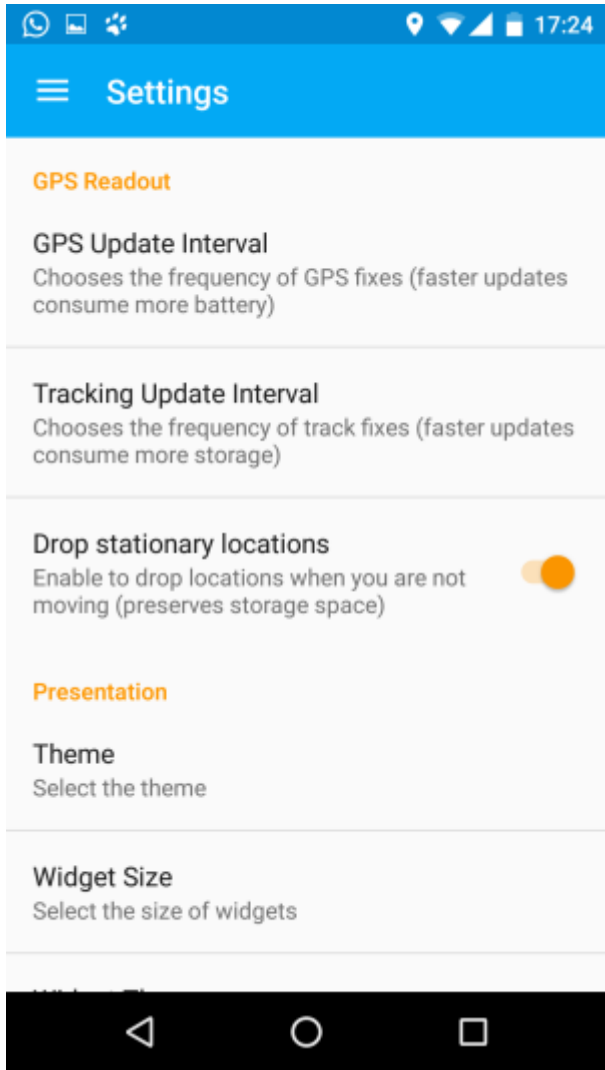 17:24
Settings
GPS Readout
GPS Update Interval
Chooses the frequency of GPS fixes (faster updates
consume more battery)
Tracking Update Interval
Chooses the frequency of track fixes (faster updates
consume more storage)
Drop stationary locations
Enable to drop locations when you are not
moving (preserves storage space)
Presentation
Theme
Select the theme
Widget Size
Select the size of widgets